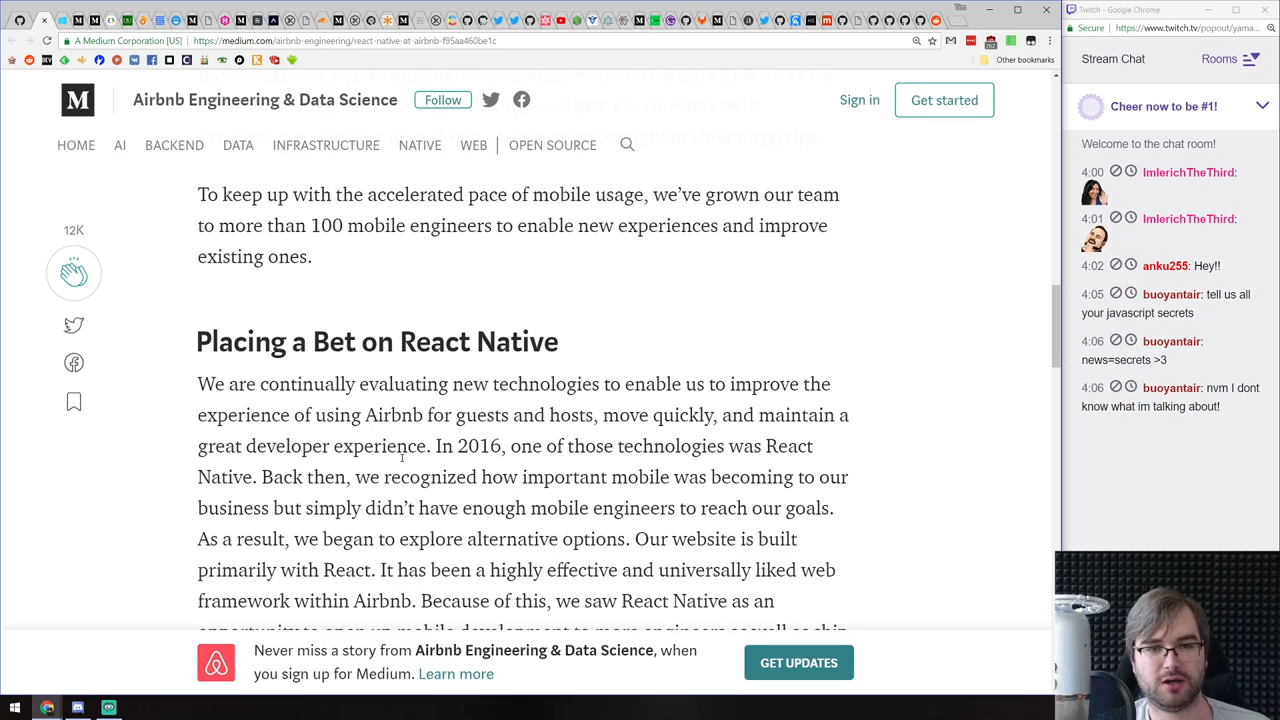 Twitch - Google Chrome
A Medium Corporation [US]
https://medium.com/airbnb-engineering/react-native-at-airbnb-f95aa460be1c
Secure
https://www.twitch.tv/popout/yama
Other bookmarks
Airbnb Engineering & Data Science
Follow
Sign in
Get started
HOME
AI
BACKEND
DATA
INFRASTRUCTURE
NATIVE
WEB
OPEN SOURCE
To keep up with the accelerated pace of mobile usage, we’ve grown our team
to more than 100 mobile engineers to enable new experiences and improve
existing ones.
12K
Placing a Bet on React Native
We are continually evaluating new technologies to enable us to improve the
experience of using Airbnb for guests and hosts, move quickly, and maintain a
great developer experience. In 2016, one of those technologies was React
Native. Back then, we recognized how important mobile was becoming to our
business but simply didn’t have enough mobile engineers to reach our goals.
As a result, we began to explore alternative options. Our website is built
primarily with React. It has been a highly effective and universally liked web
framework within Airbnb. Because of this, we saw React Native as an
Never miss a story from Airbnb Engineering & Data Science, when
you sign up for Medium. Learn more
GET UPDATES
Stream Chat
Rooms
Cheer now to be #1!
Welcome to the chat room!
4:00 ImIerichTheThird:
4:01 ImIerichTheThird:
4:02 anku255: Hey!!
4:05 buoyantair: tell us all
your javascript secrets
4:06 buoyantair:
news=secrets >3
4:06 buoyantair: nvm I dont
know what im talking about!